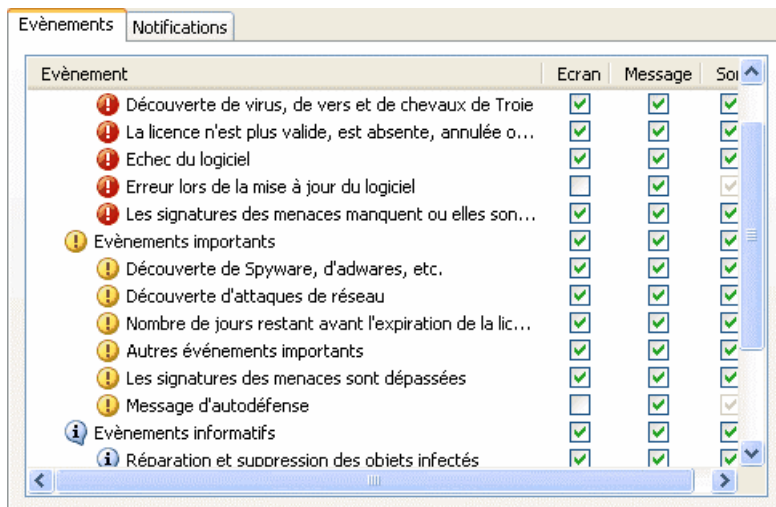 Evènements
Notifications
Evènement Ecran Message Son
Découverte de virus, de vers et de chevaux de Troie
La licence n'est plus valide, est absente, annulée o...
Echec du logiciel
Erreur lors de la mise à jour du logiciel
Les signatures des menaces manquent ou elles son...
Evènements importants
Découverte de Spyware, d'adwares, etc.
Découverte d'attaques de réseau
Nombre de jours restant avant l'expiration de la lic...
Autres événements importants
Les signatures des menaces sont dépassées
Message d'autodéfense
Evènements informatifs
Réparation et suppression des objets infectés